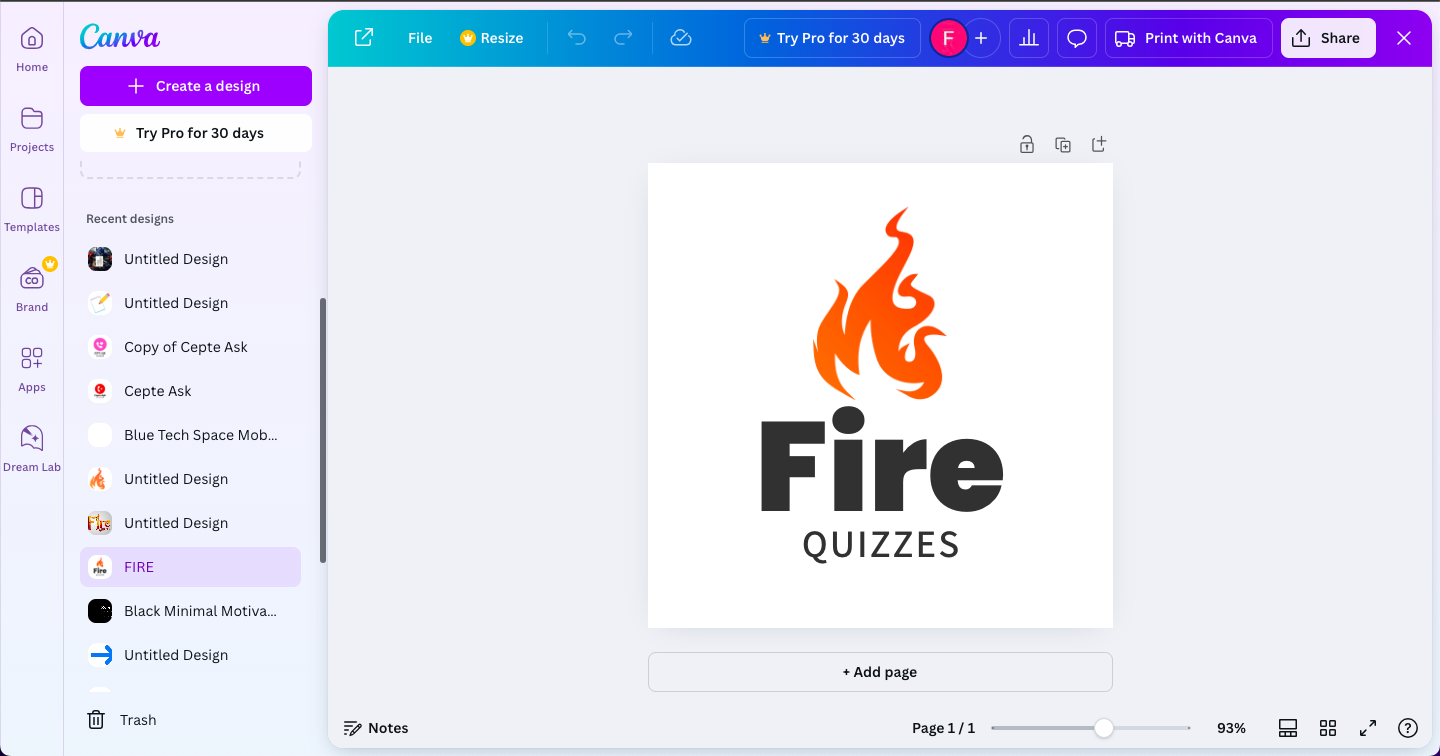 Home
Projects
Templates
CO
Brand
Apps
Dream Lab
Canva
Create a design
Try Pro for 30 days
Recent designs
Untitled Design
Untitled Design
Copy of Cepte Ask
Cepte Ask
Blue Tech Space Mob...
Untitled Design
Untitled Design
FIRE
Black Minimal Motiva...
Untitled Design
Trash
File
Resize
Try Pro for 30 days
F
Print with Canva
Share
Fire
QUIZZES
+ Add page
Notes
Page 1 / 1
93%